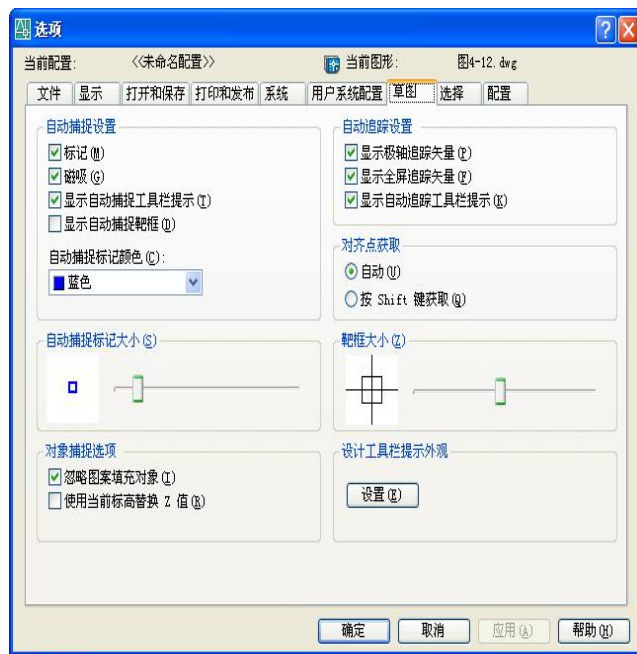 选项
当前配置: <<未命名配置>> 当前图形: 图4-12.dwg
文件 显示 打开和保存 打印和发布 系统 用户系统配置 草图 选择 配置
自动捕捉设置
标记(M)
磁吸(G)
显示自动捕捉工具栏提示(T)
显示自动捕捉靶框(D)
自动捕捉标记颜色(C):
蓝色
自动追踪设置
显示极轴追踪矢量(P)
显示全屏追踪矢量(F)
显示自动追踪工具栏提示(K)
对齐点获取
自动(U)
按 Shift 键获取(Q)
自动捕捉标记大小(S)
靶框大小(Z)
对象捕捉选项
忽略图案填充对象(I)
使用当前标高替换 Z 值(R)
设计工具栏提示外观
设置(E)
确定 取消 应用(A) 帮助(H)